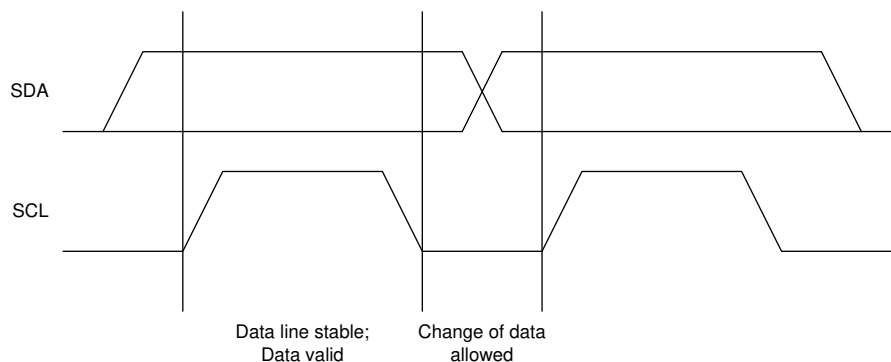 SDA
SCL
Data line stable;
Data valid
Change of data
allowed